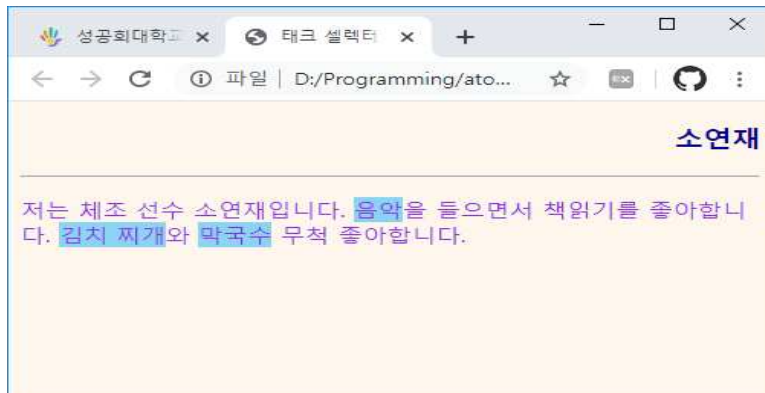 성공회대학교
태크 셀렉터
파일 | D:/Programming/ato...
소연재
저는 체조 선수 소연재입니다. 음악을 들으면서 책읽기를 좋아합니
다. 김치 찌개와 막국수 무척 좋아합니다.